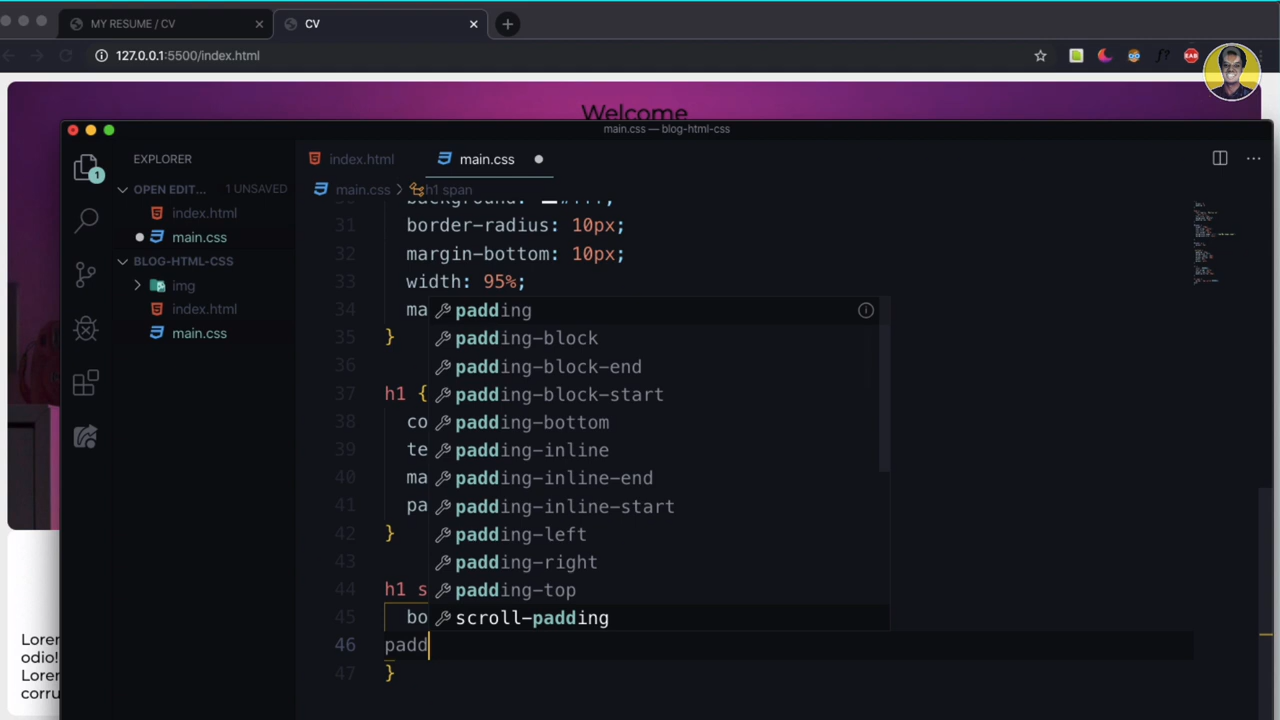 MY RESUME / CV
CV
127.0.0.1:5500/index.html
f?
Welcome
main.css — blog-html-css
EXPLORER
OPEN EDIT... 1 UNSAVED
index.html
main.css
BLOG-HTML-CSS
img
index.html
main.css
1
index.html
main.css
main.css > h1 span
30 background: #fff;
31 border-radius: 10px;
32 margin-bottom: 10px;
33 width: 95%;
34 ma
35 }
36
37 h1 {
38 co
39 te
40 ma
41 pa
42 }
43
44 h1 s
45 bo
46 padd
47 }
padding
padding-block
padding-block-end
padding-block-start
padding-bottom
padding-inline
padding-inline-end
padding-inline-start
padding-left
padding-right
padding-top
scroll-padding
Lorem
odio!
Lorem
corru